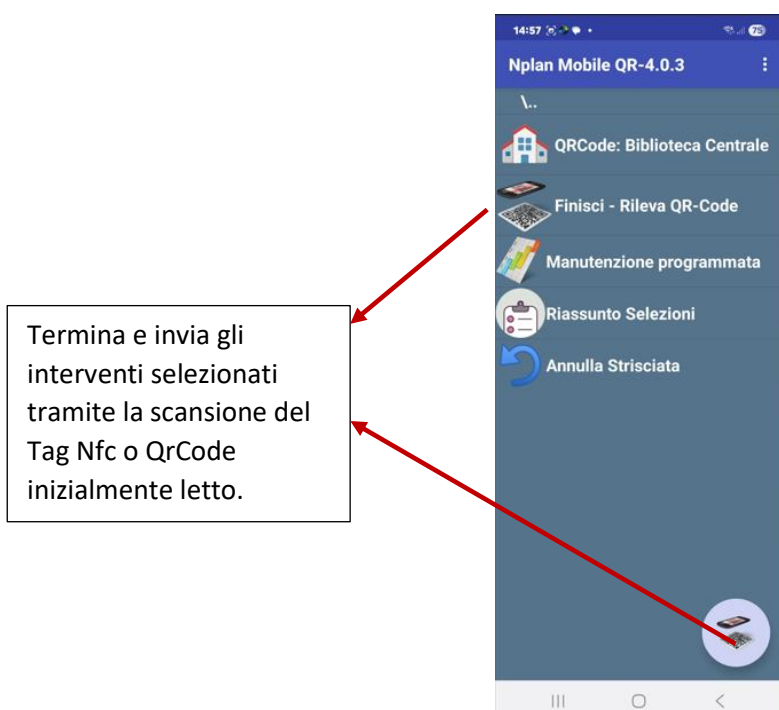 14:57
75
Nplan Mobile QR-4.0.3
\..
QRCode: Biblioteca Centrale
Finisci - Rileva QR-Code
Manutenzione programmata
Riassunto Selezioni
Annulla Strisciata
Termina e invia gli
interventi selezionati
tramite la scansione del
Tag Nfc o QrCode
inizialmente letto.